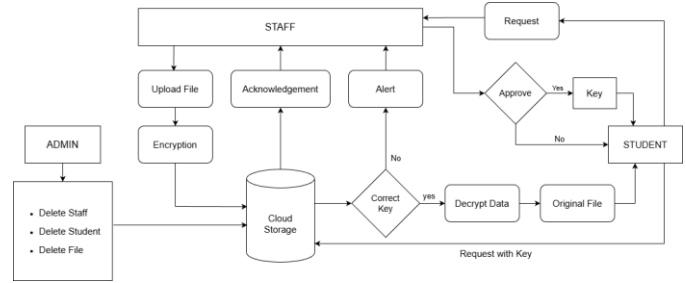 Request
STAFF
Upload File
Acknowledgement
Alert
Approve
Yes
Key
No
ADMIN
Encryption
STUDENT
No
• Delete Staff
• Delete Student
• Delete File
Cloud
Storage
Correct
Key
yes
Decrypt Data
Original File
Request with Key